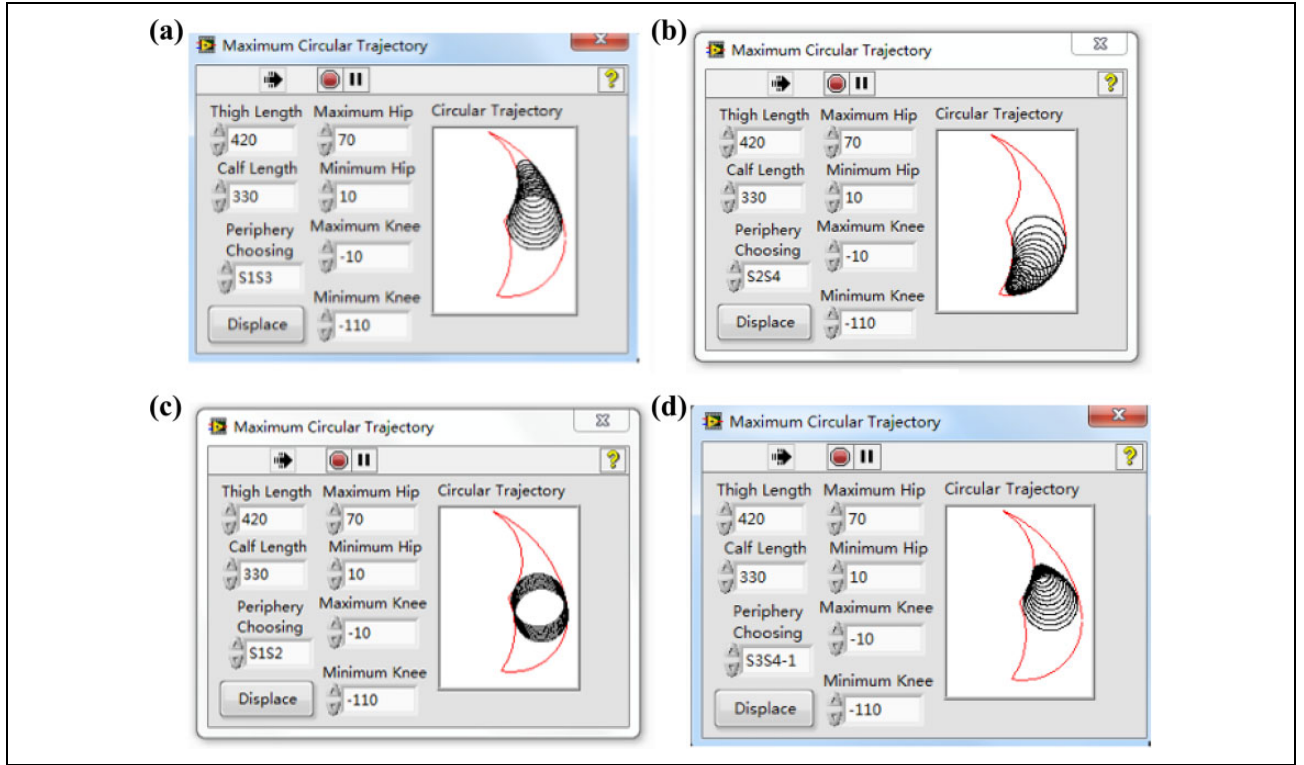 (a)
Maximum Circular Trajectory
Thigh Length Maximum Hip Circular Trajectory
420 70
Calf Length Minimum Hip
330 10
Periphery Maximum Knee
Choosing -10
S1S3
Minimum Knee
Displace -110
(b)
Maximum Circular Trajectory
Thigh Length Maximum Hip Circular Trajectory
420 70
Calf Length Minimum Hip
330 10
Periphery Maximum Knee
Choosing -10
S2S4
Minimum Knee
Displace -110
(c)
Maximum Circular Trajectory
Thigh Length Maximum Hip Circular Trajectory
420 70
Calf Length Minimum Hip
330 10
Periphery Maximum Knee
Choosing -10
S1S2
Minimum Knee
Displace -110
(d)
Maximum Circular Trajectory
Thigh Length Maximum Hip Circular Trajectory
420 70
Calf Length Minimum Hip
330 10
Periphery Maximum Knee
Choosing -10
S3S4-1
Minimum Knee
Displace -110